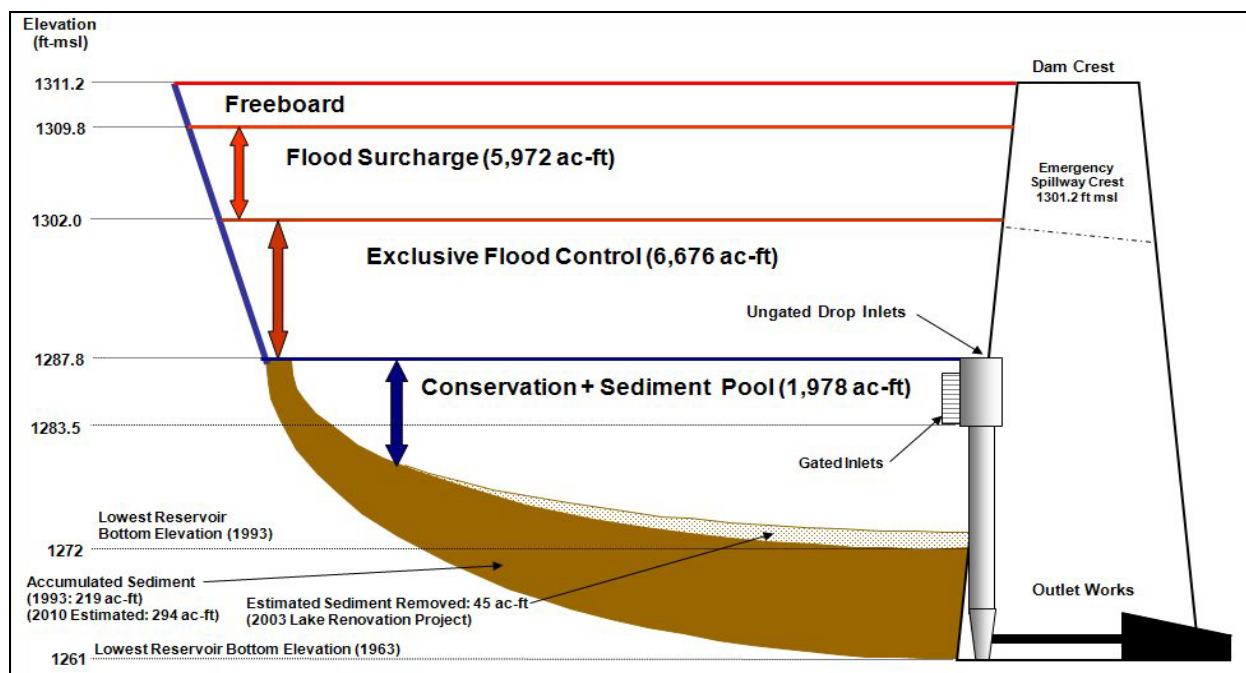 Elevation
(ft-msl)
Dam Crest
1311.2
Freeboard
1309.8
Flood Surcharge (5,972 ac-ft)
Emergency
Spillway Crest
1301.2 ft msl
1302.0
Exclusive Flood Control (6,676 ac-ft)
Ungated Drop Inlets
1287.8
Conservation + Sediment Pool (1,978 ac-ft)
1283.5
Gated Inlets
Lowest Reservoir
Bottom Elevation (1993)
1272
Accumulated Sediment
(1993: 219 ac-ft)
(2010 Estimated: 294 ac-ft)
Estimated Sediment Removed: 45 ac-ft
(2003 Lake Renovation Project)
Outlet Works
Lowest Reservoir Bottom Elevation (1963)
1261